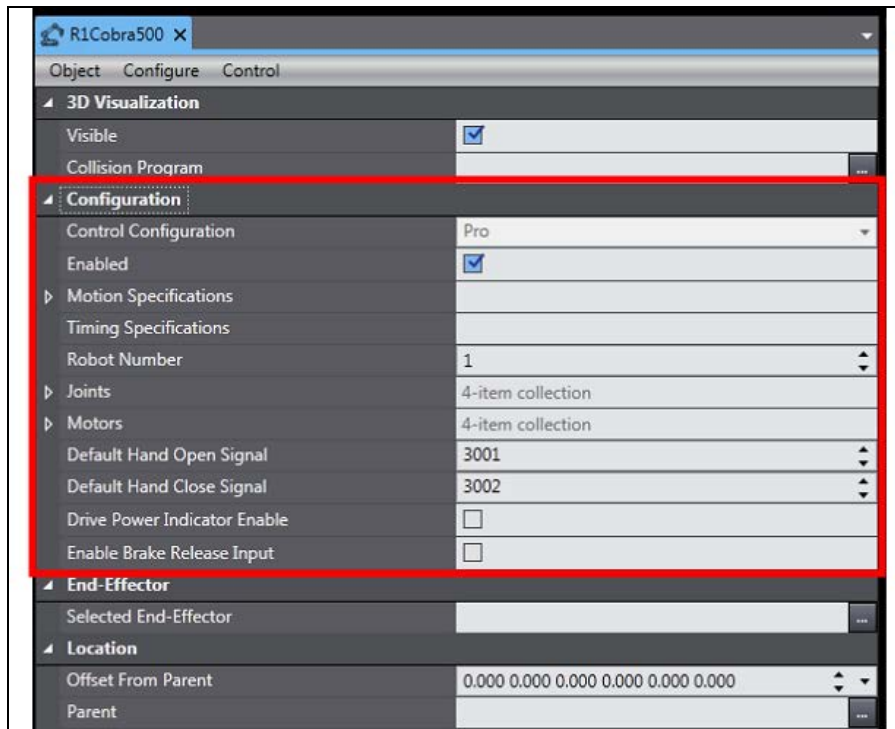 R1Cobra500
Object Configure Control
3D Visualization
Visible
Collision Program ...
Configuration
Control Configuration Pro
Enabled
Motion Specifications
Timing Specifications
Robot Number 1
Joints 4-item collection
Motors 4-item collection
Default Hand Open Signal 3001
Default Hand Close Signal 3002
Drive Power Indicator Enable
Enable Brake Release Input
End-Effector
Selected End-Effector ...
Location
Offset From Parent 0.000 0.000 0.000 0.000 0.000 0.000
Parent ...